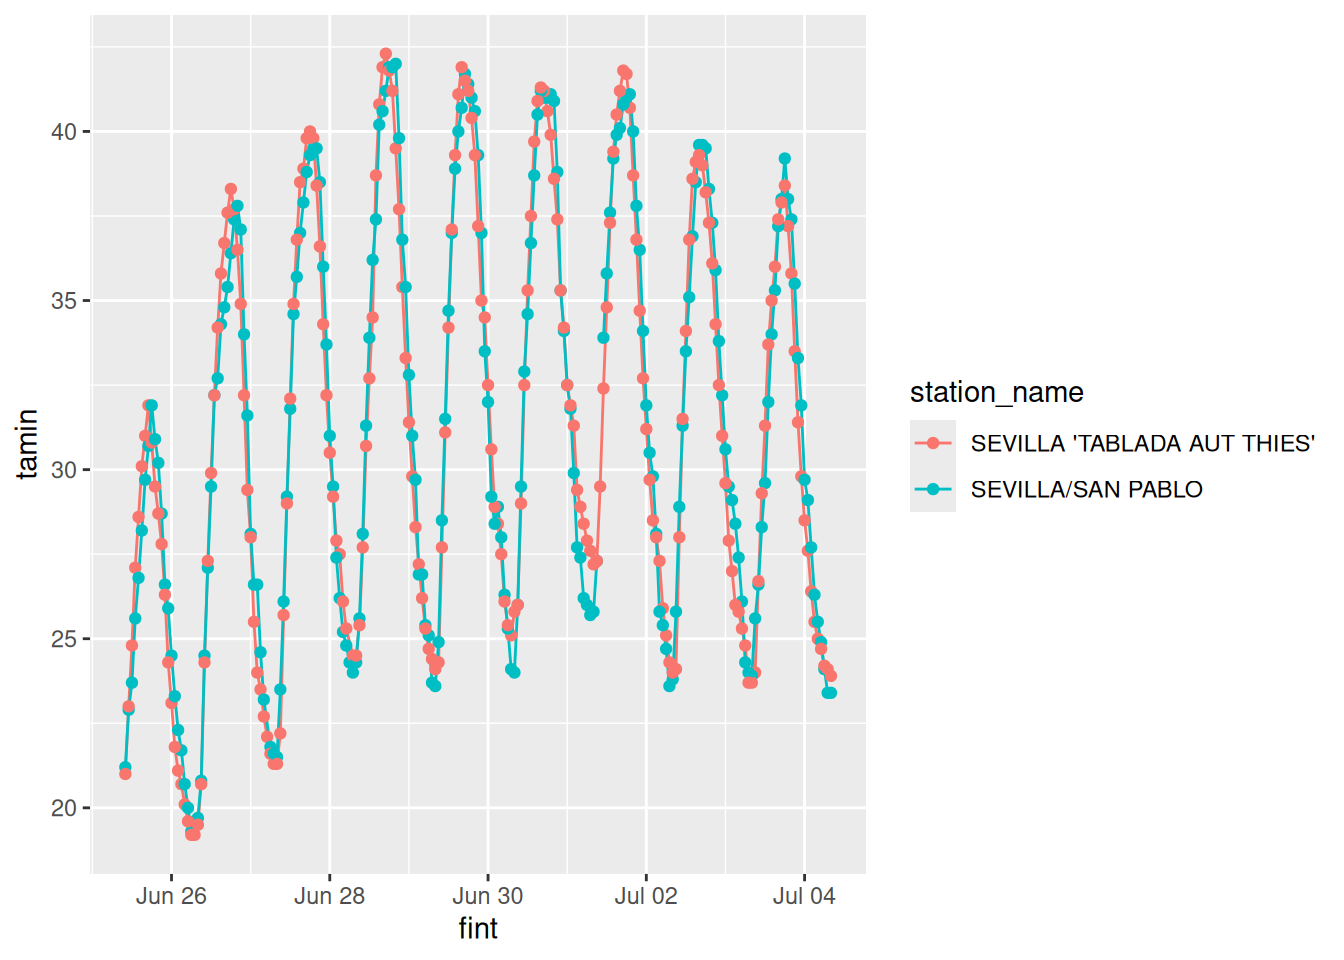 40
35
30
25
20
tamin
Jun 26
Jun 28
Jun 30
Jul 02
Jul 04
fint
station_name
SEVILLA 'TABLADA AUT THIES'
SEVILLA/SAN PABLO